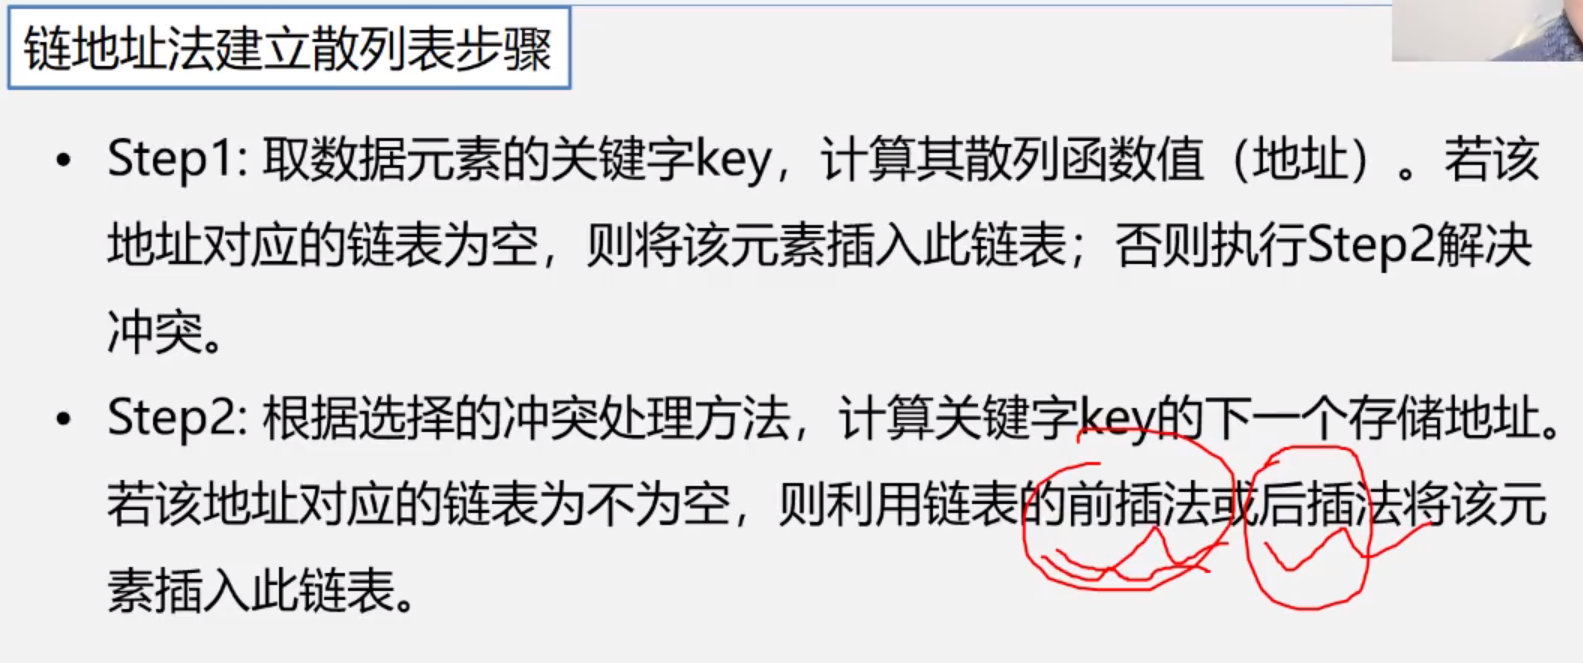 链地址法建立散列表步骤
• Step1: 取数据元素的关键字key，计算其散列函数值（地址）。若该
地址对应的链表为空，则将该元素插入此链表；否则执行Step2解决
冲突。
• Step2: 根据选择的冲突处理方法，计算关键字key的下一个存储地址。
若该地址对应的链表为不为空，则利用链表的前插法或后插法将该元
素插入此链表。